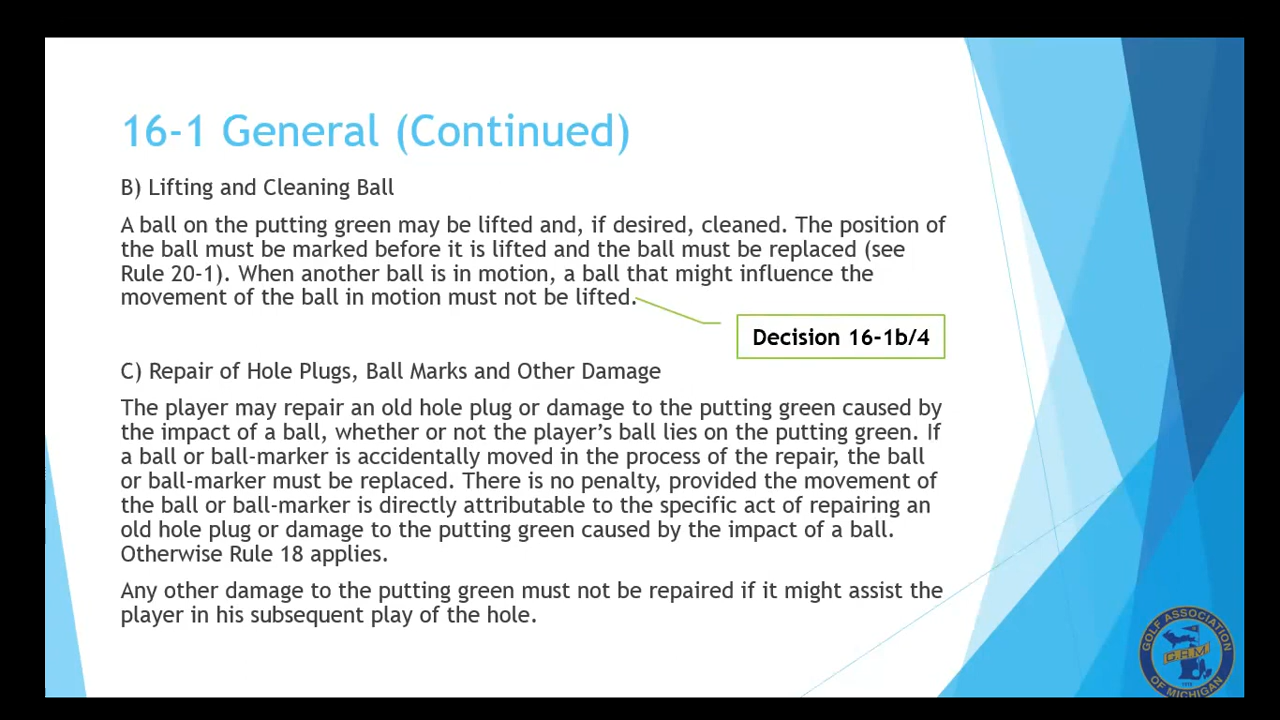 16-1 General (Continued)
B) Lifting and Cleaning Ball
A ball on the putting green may be lifted and, if desired, cleaned. The position of
the ball must be marked before it is lifted and the ball must be replaced (see
Rule 20-1). When another ball is in motion, a ball that might influence the
movement of the ball in motion must not be lifted.
Decision 16-1b/4
C) Repair of Hole Plugs, Ball Marks and Other Damage
The player may repair an old hole plug or damage to the putting green caused by
the impact of a ball, whether or not the player’s ball lies on the putting green. If
a ball or ball-marker is accidentally moved in the process of the repair, the ball
or ball-marker must be replaced. There is no penalty, provided the movement of
the ball or ball-marker is directly attributable to the specific act of repairing an
old hole plug or damage to the putting green caused by the impact of a ball.
Otherwise Rule 18 applies.
Any other damage to the putting green must not be repaired if it might assist the
player in his subsequent play of the hole.
GOLF ASSOCIATION
G.A.M.
OF MICHIGAN